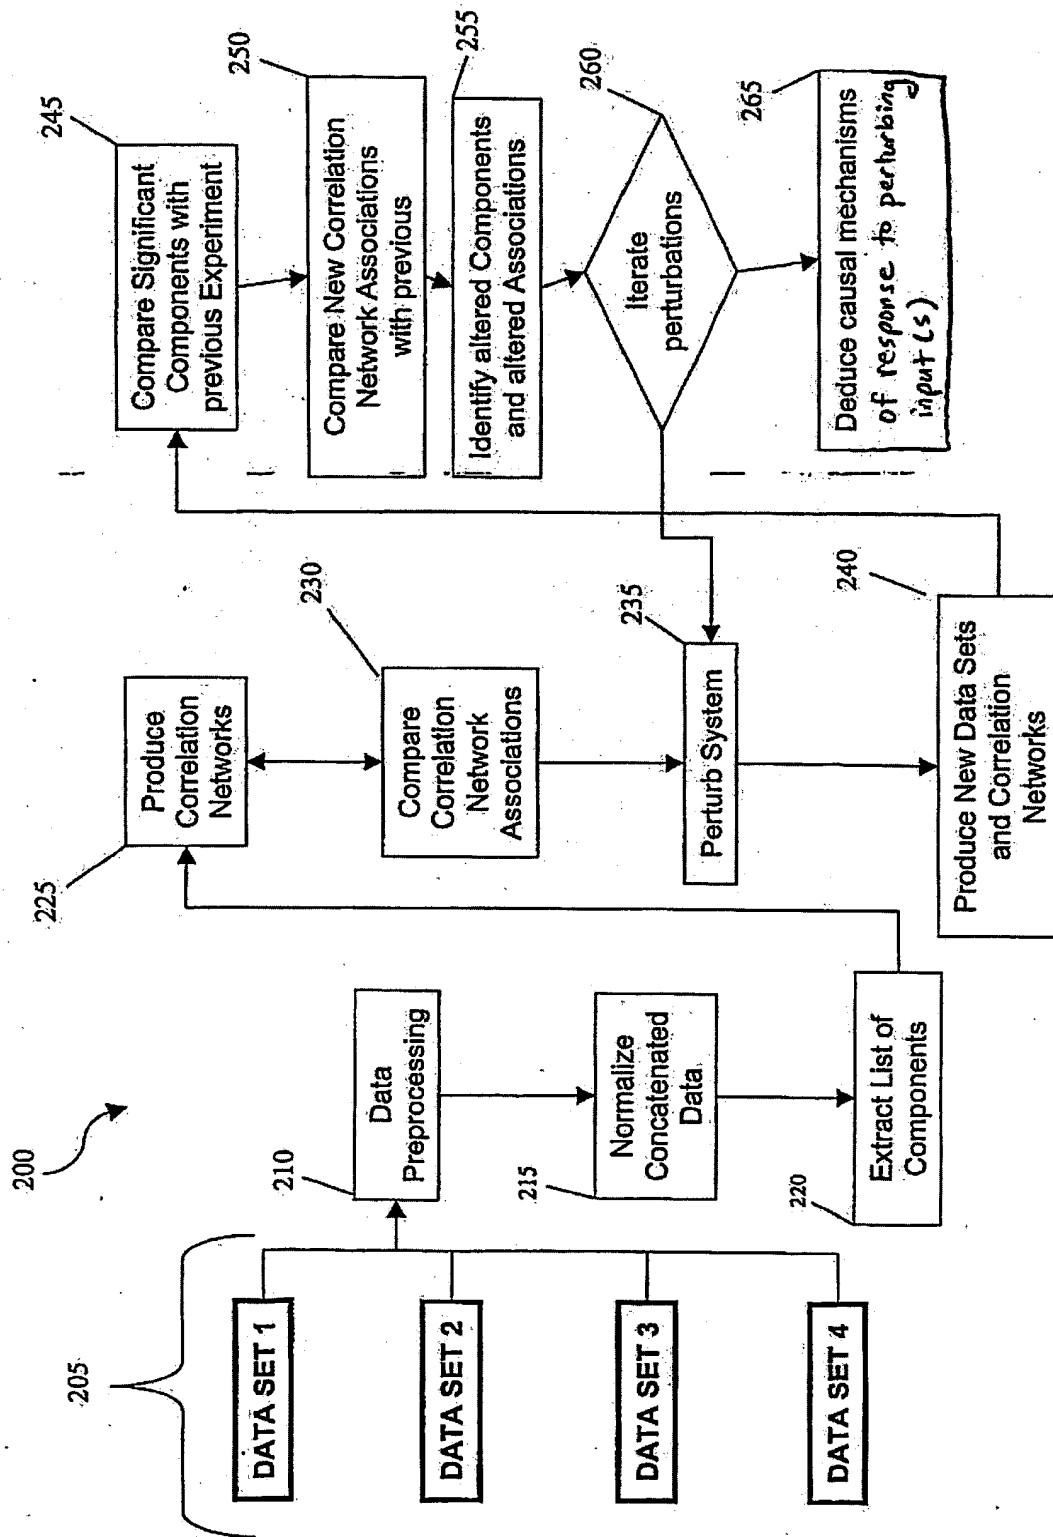 200
205
DATA SET 1
DATA SET 2
DATA SET 3
DATA SET 4
210
Data
Preprocessing
215
Normalize
Concatenated
Data
220
Extract List of
Components
225
Produce
Correlation
Networks
230
Compare
Correlation
Network
Associations
235
Perturb System
240
Produce New Data Sets
and Correlation
Networks
245
Compare Significant
Components with
previous Experiment
250
Compare New Correlation
Network Associations
with previous
255
Identify altered Components
and altered Associations
260
Iterate
perturbations
265
Deduce causal mechanisms
of response to perturbing
input(s)